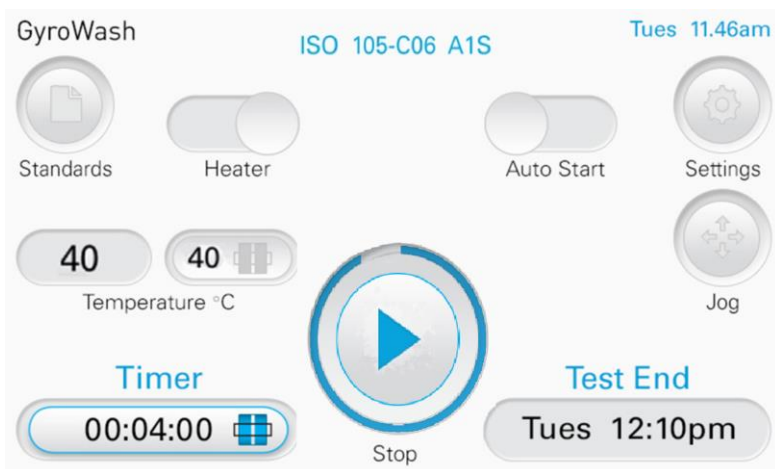 GyroWash
ISO 105-C06 A1S
Tues 11.46am
Standards
Heater
Auto Start
Settings
40
40
Temperature °C
Jog
Timer
Test End
00:04:00
Stop
Tues 12:10pm